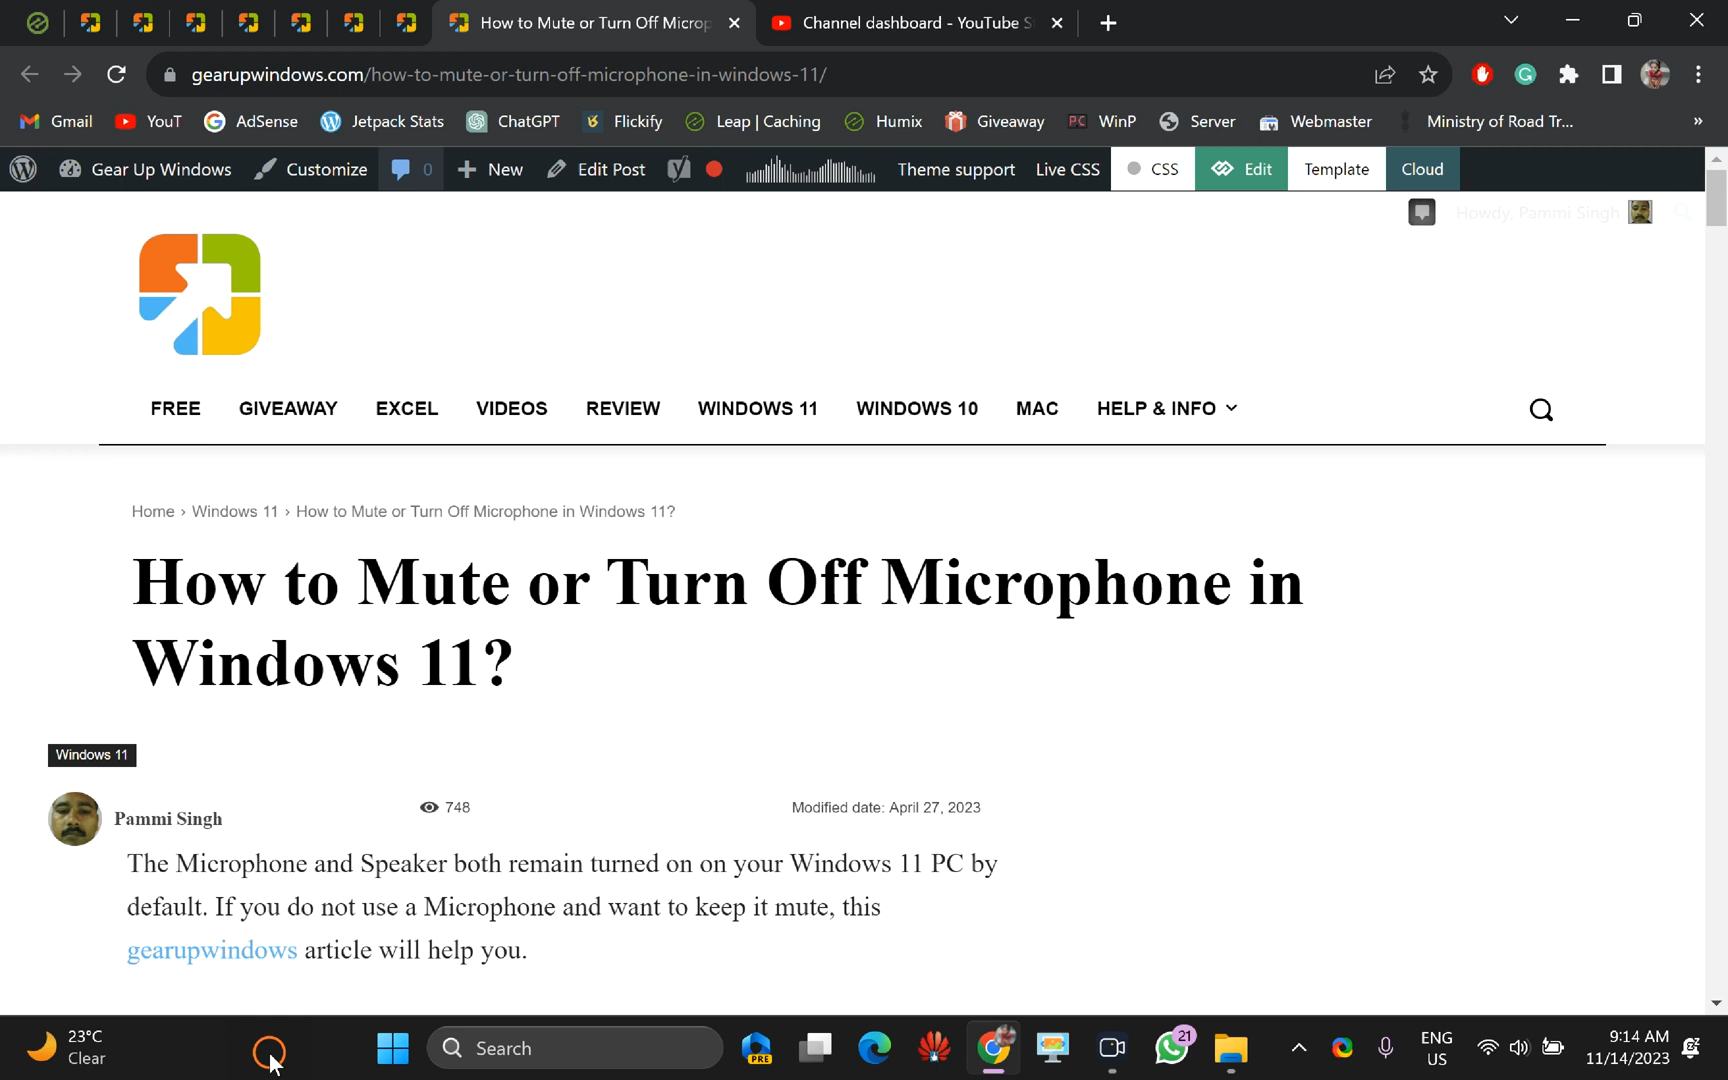 How to Mute or Turn Off Microp
Channel dashboard - YouTube S
gearupwindows.com/how-to-mute-or-turn-off-microphone-in-windows-11/
Gmail YouT AdSense Jetpack Stats ChatGPT Flickify Leap | Caching Humix Giveaway PC WinP Server Webmaster Ministry of Road Tr... »
Gear Up Windows Customize 0 New Edit Post Theme support Live CSS CSS Edit Template Cloud
Howdy, Pammi Singh
FREE GIVEAWAY EXCEL VIDEOS REVIEW WINDOWS 11 WINDOWS 10 MAC HELP & INFO
Home › Windows 11 › How to Mute or Turn Off Microphone in Windows 11?
How to Mute or Turn Off Microphone in
Windows 11?
Windows 11
Pammi Singh
748
Modified date: April 27, 2023
The Microphone and Speaker both remain turned on on your Windows 11 PC by
default. If you do not use a Microphone and want to keep it mute, this
gearupwindows article will help you.
23°C
Clear
Search
PRE
21
ENG
US
9:14 AM
11/14/2023